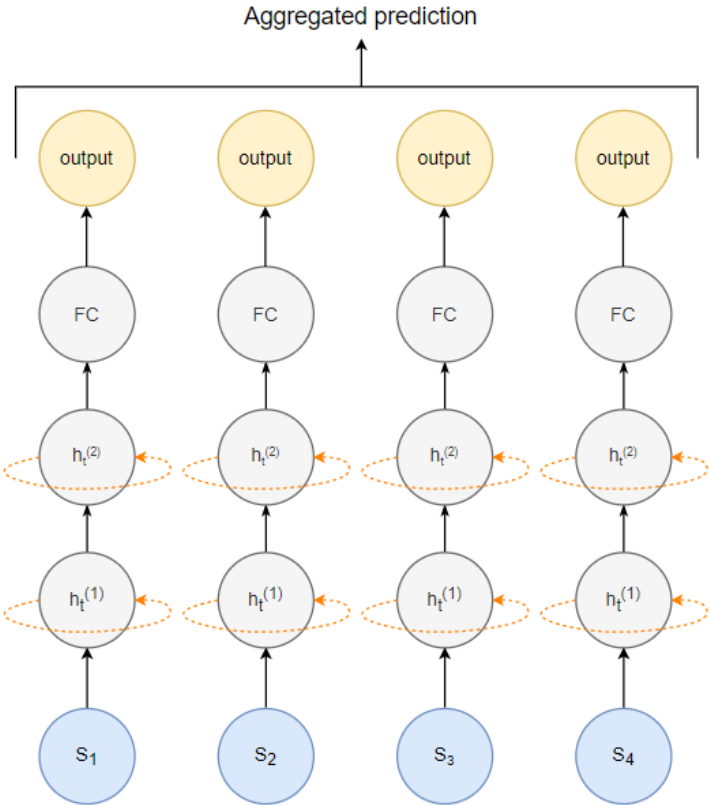 Aggregated prediction
output output output output
FC FC FC FC
hₜ⁽²⁾ hₜ⁽²⁾ hₜ⁽²⁾ hₜ⁽²⁾
hₜ⁽¹⁾ hₜ⁽¹⁾ hₜ⁽¹⁾ hₜ⁽¹⁾
S₁ S₂ S₃ S₄